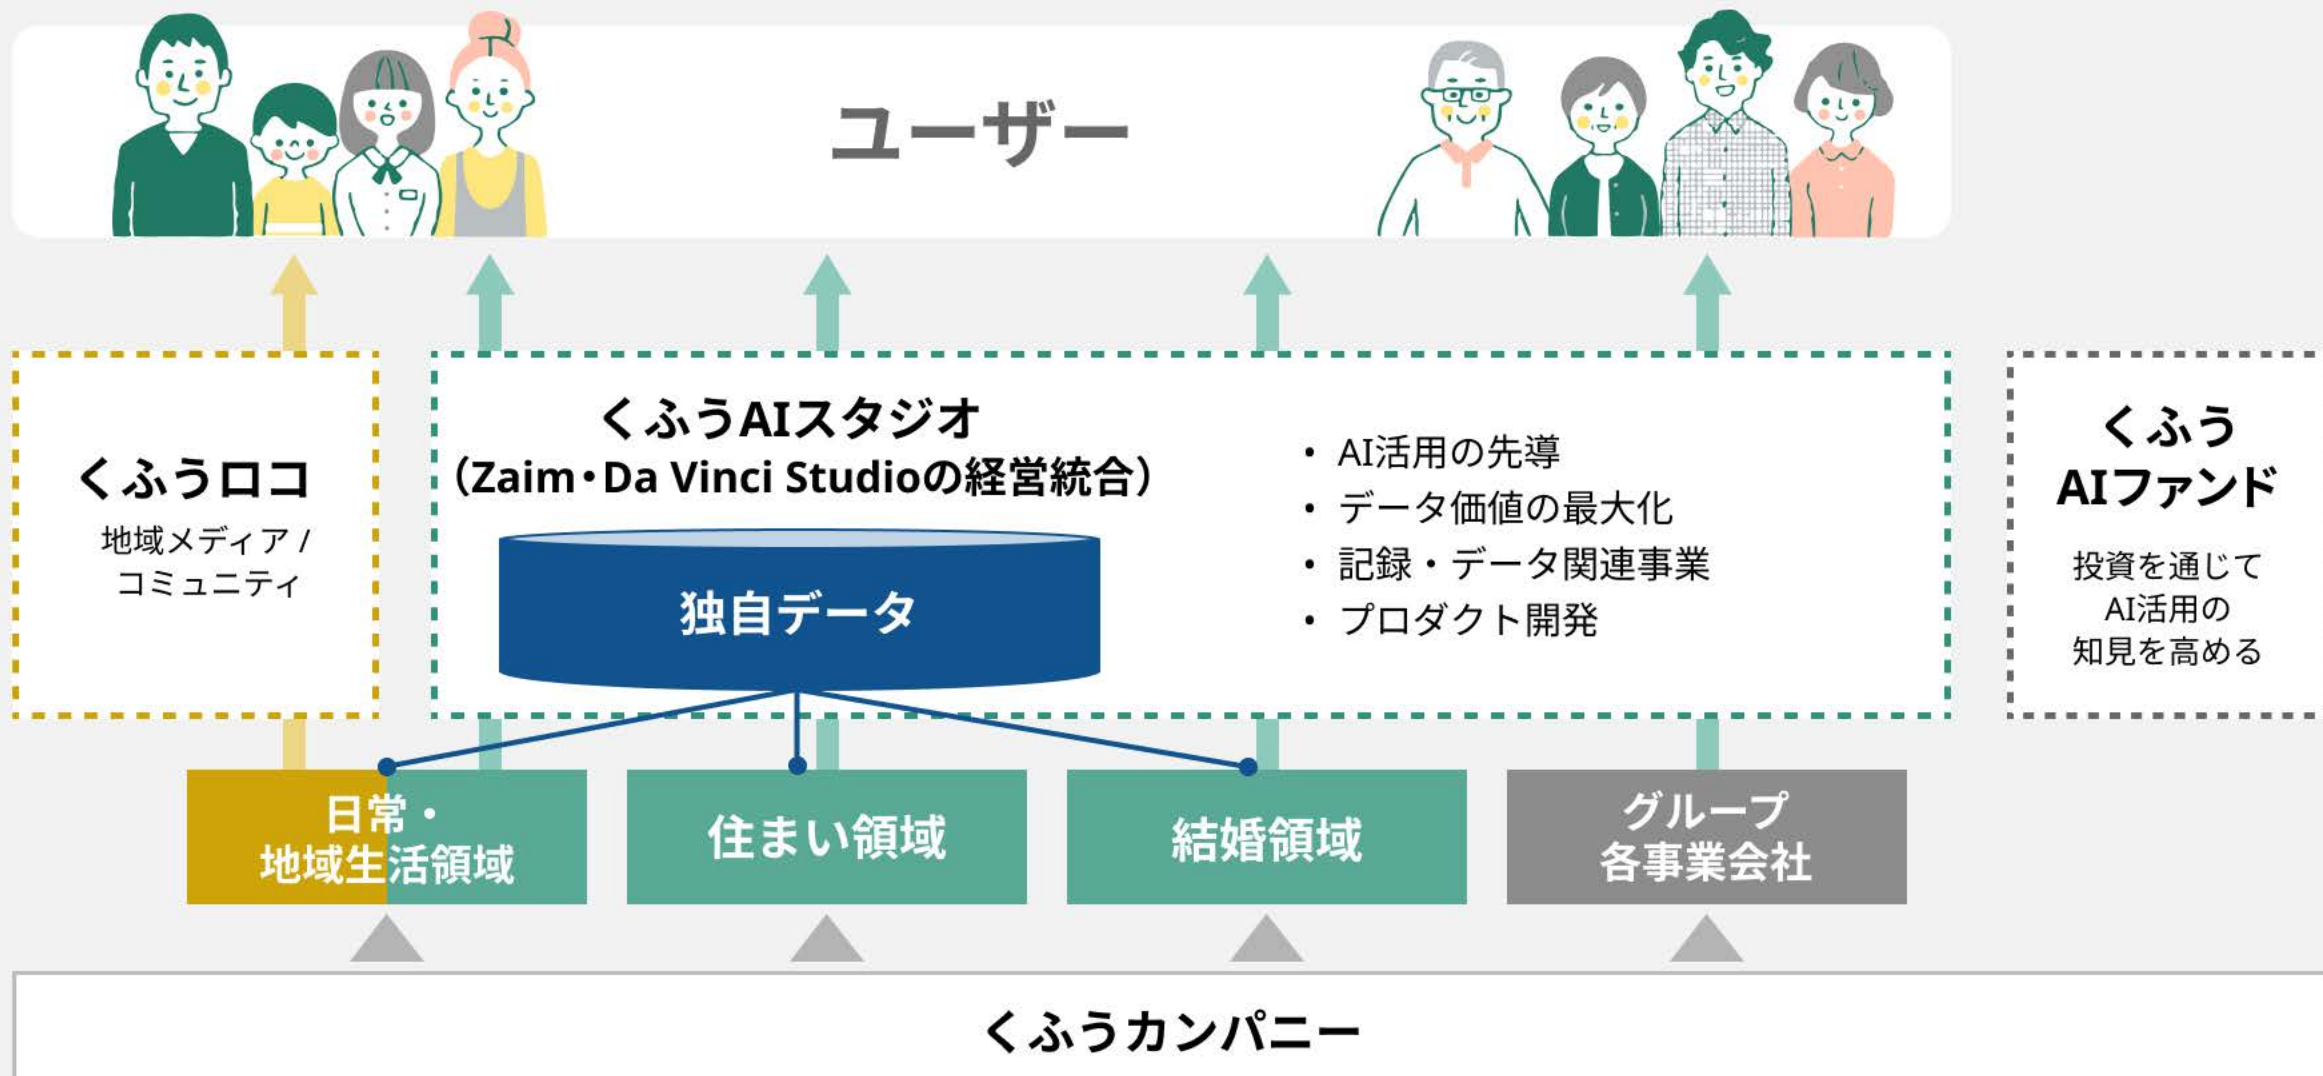 ユーザー
くふうロコ
地域メディア /
コミュニティ
くふうAIスタジオ
（Zaim・Da Vinci Studioの経営統合）
独自データ
・ AI活用の先導
・ データ価値の最大化
・ 記録・データ関連事業
・ プロダクト開発
くふう
AIファンド
投資を通じて
AI活用の
知見を高める
日常・
地域生活領域
住まい領域
結婚領域
グループ
各事業会社
くふうカンパニー